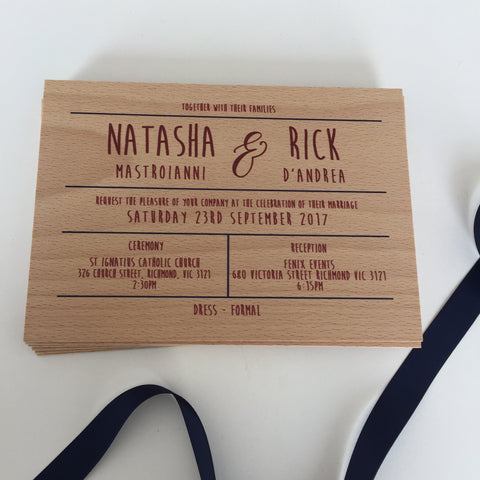 TOGETHER WITH THEIR FAMILIES
NATASHA & RICK
MASTROIANNI D'ANDREA
REQUEST THE PLEASURE OF YOUR COMPANY AT THE CELEBRATION OF THEIR MARRIAGE
SATURDAY 23RD SEPTEMBER 2017
CEREMONY
ST IGNATIUS CATHOLIC CHURCH
326 CHURCH STREET, RICHMOND, VIC 3121
2:30PM
RECEPTION
FENIX EVENTS
680 VICTORIA STREET RICHMOND VIC 3121
6:15PM
DRESS - FORMAL